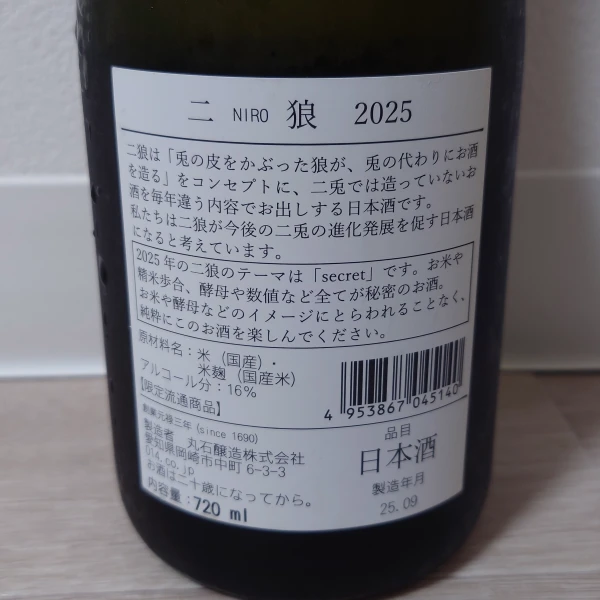 二 NIRO 狼 2025
二狼は「兎の皮をかぶった狼が、兎の代わりにお酒
を造る」をコンセプトに、二兎では造っていないお
酒を毎年違う内容でお出しする日本酒です。
私たちは二狼が今後の二兎の進化発展を促す日本酒
になると考えています。
2025年の二狼のテーマは「secret」です。お米や
精米歩合、酵母や数値など全てが秘密のお酒。
お米や酵母などのイメージにとらわれることなく、
純粋にこのお酒を楽しんでください。
原材料名：米（国産）・
米麹（国産米）
アルコール分：16％
【限定流通商品】
創業元禄三年 (since 1690)
製造者 丸石醸造株式会社
愛知県岡崎市中町 6-3-3
014.co.jp
お酒は二十歳になってから。
内容量：720 ml
4 953867 045140
品目
日本酒
製造年月
25.09